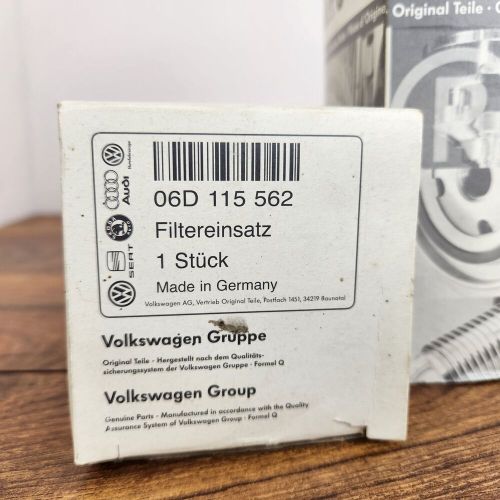 Original Teile ·
06D 115 562
Filtereinsatz
1 Stück
Made in Germany
Volkswagen AG, Vertrieb Original Teile, Postfach 1451, 34219 Baunatal
AUDI
SEAT
Volkswagen Gruppe
Original Teile - Hergestellt nach dem Qualitäts-
sicherungssystem der Volkswagen Gruppe · Formel Q
Volkswagen Group
Genuine Parts - Manufactured in accordance with the Quality
Assurance System of Volkswagen Group · Formel Q